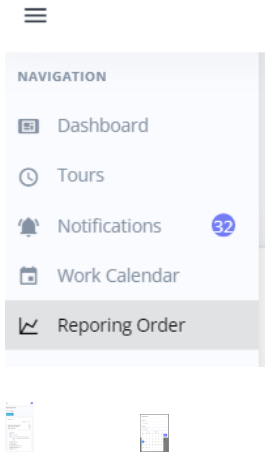 NAVIGATION
Dashboard
Tours
Notifications 32
Work Calendar
Reporing Order